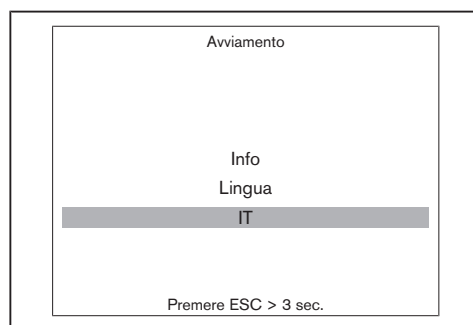 Avviamento
Info
Lingua
IT
Premere ESC > 3 sec.